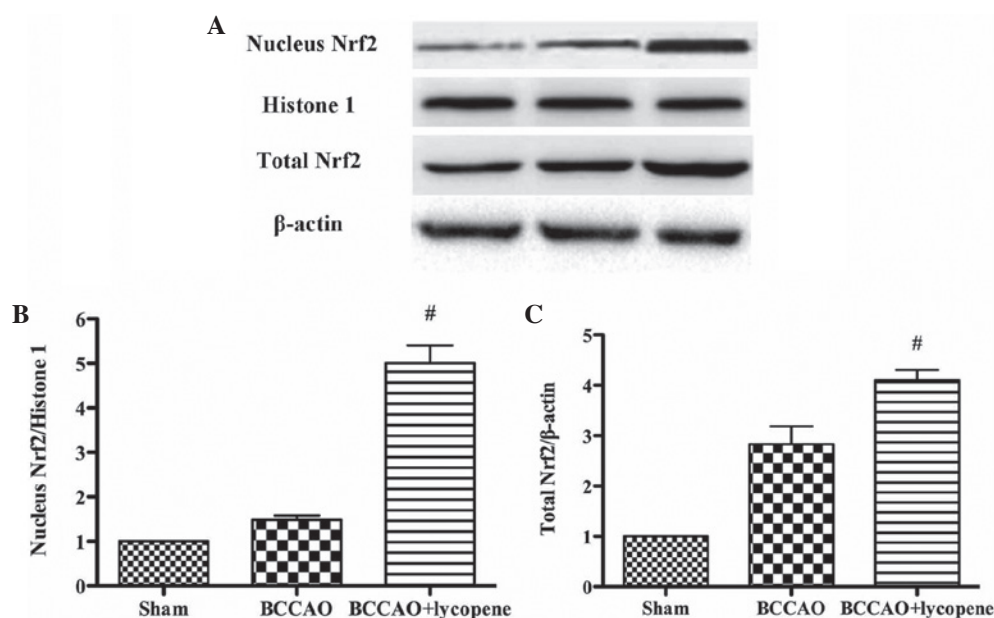 A
Nucleus Nrf2
Histone 1
Total Nrf2
β-actin
B
Nucleus Nrf2/Histone 1
6
5
4
3
2
1
0
#
Sham
BCCAO
BCCAO+lycopene
C
Total Nrf2/β-actin
5
4
3
2
1
0
#
Sham
BCCAO
BCCAO+lycopene